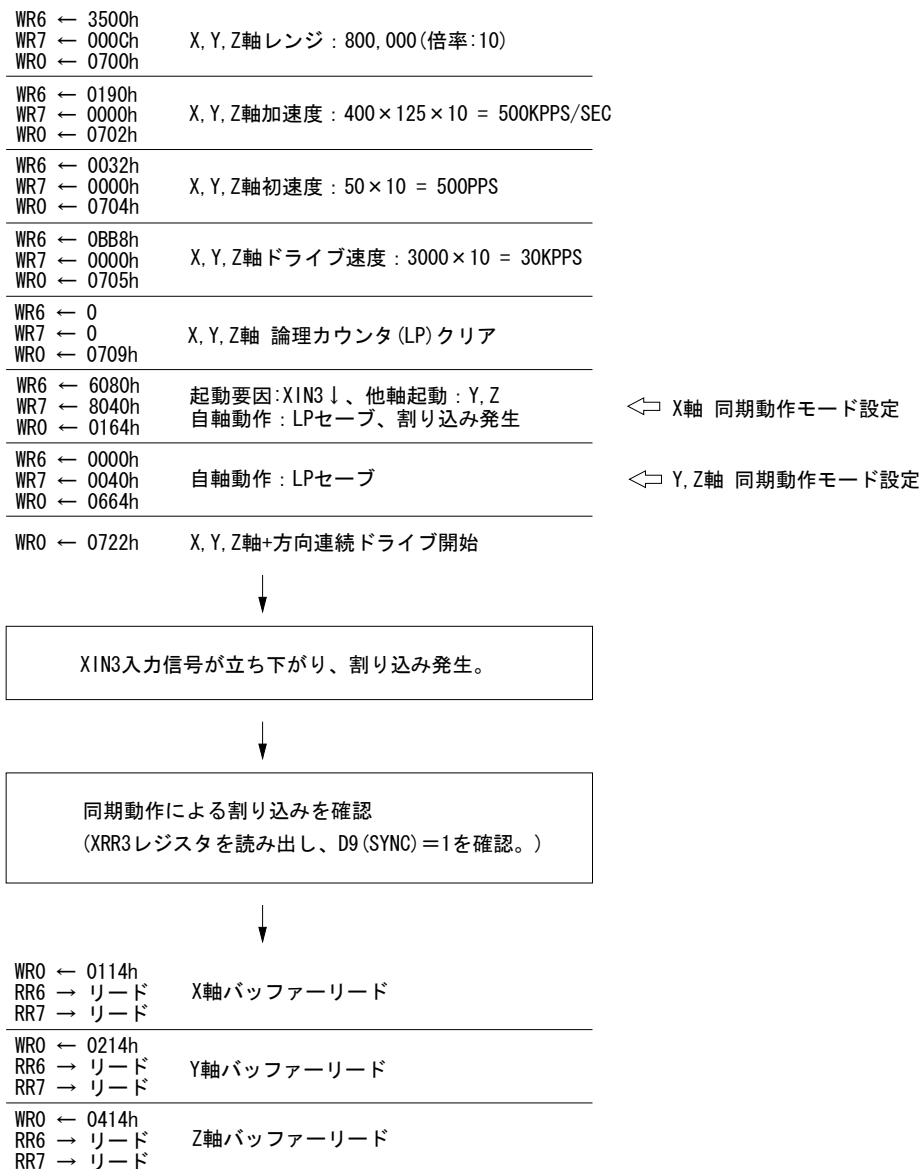 WR6 ← 3500h
WR7 ← 000Ch X,Y,Z軸レンジ：800,000(倍率:10)
WR0 ← 0700h
WR6 ← 0190h
WR7 ← 0000h X,Y,Z軸加速度：400×125×10 = 500KPPS/SEC
WR0 ← 0702h
WR6 ← 0032h
WR7 ← 0000h X,Y,Z軸初速度：50×10 = 500PPS
WR0 ← 0704h
WR6 ← 0BB8h
WR7 ← 0000h X,Y,Z軸ドライブ速度：3000×10 = 30KPPS
WR0 ← 0705h
WR6 ← 0
WR7 ← 0 X,Y,Z軸 論理カウンタ(LP)クリア
WR0 ← 0709h
WR6 ← 6080h 起動要因:XIN3↓、他軸起動：Y,Z
WR7 ← 8040h 自軸動作：LPセーブ、割り込み発生 ⇦ X軸 同期動作モード設定
WR0 ← 0164h
WR6 ← 0000h
WR7 ← 0040h 自軸動作：LPセーブ ⇦ Y,Z軸 同期動作モード設定
WR0 ← 0664h
WR0 ← 0722h X,Y,Z軸+方向連続ドライブ開始
XIN3入力信号が立ち下がり、割り込み発生。
同期動作による割り込みを確認
(XRR3レジスタを読み出し、D9(SYNC)＝1を確認。)
WR0 ← 0114h
RR6 → リード X軸バッファーリード
RR7 → リード
WR0 ← 0214h
RR6 → リード Y軸バッファーリード
RR7 → リード
WR0 ← 0414h
RR6 → リード Z軸バッファーリード
RR7 → リード